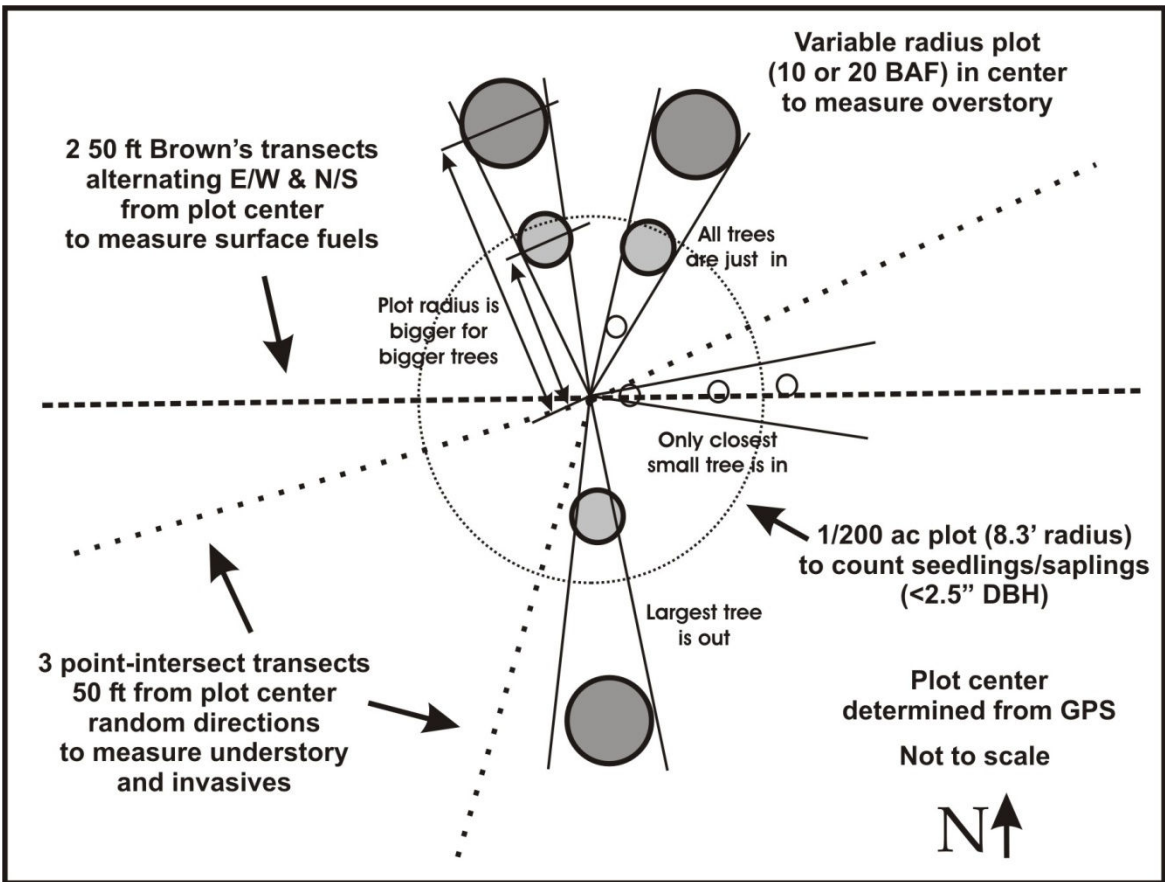 Variable radius plot
(10 or 20 BAF) in center
to measure overstory
2 50 ft Brown's transects
alternating E/W & N/S
from plot center
to measure surface fuels
All trees
are just in
Plot radius is
bigger for
bigger trees
Only closest
small tree is in
1/200 ac plot (8.3' radius)
to count seedlings/saplings
(<2.5" DBH)
Largest tree
is out
3 point-intersect transects
50 ft from plot center
random directions
to measure understory
and invasives
Plot center
determined from GPS
Not to scale
N